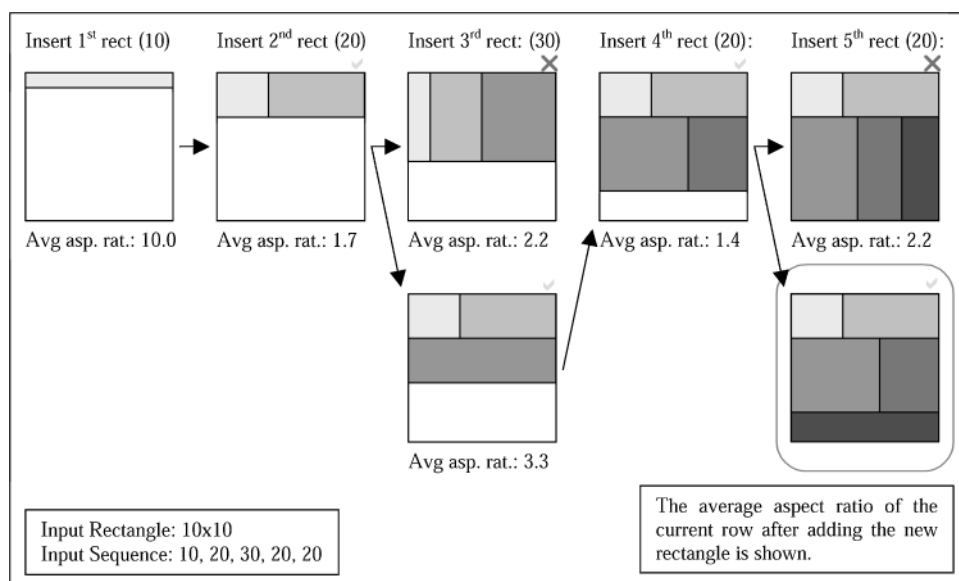 Insert 1st rect (10)
Insert 2nd rect (20)
Insert 3rd rect: (30)
Insert 4th rect (20):
Insert 5th rect (20):
Avg asp. rat.: 10.0
Avg asp. rat.: 1.7
Avg asp. rat.: 2.2
Avg asp. rat.: 1.4
Avg asp. rat.: 2.2
Avg asp. rat.: 3.3
Input Rectangle: 10x10
Input Sequence: 10, 20, 30, 20, 20
The average aspect ratio of the
current row after adding the new
rectangle is shown.